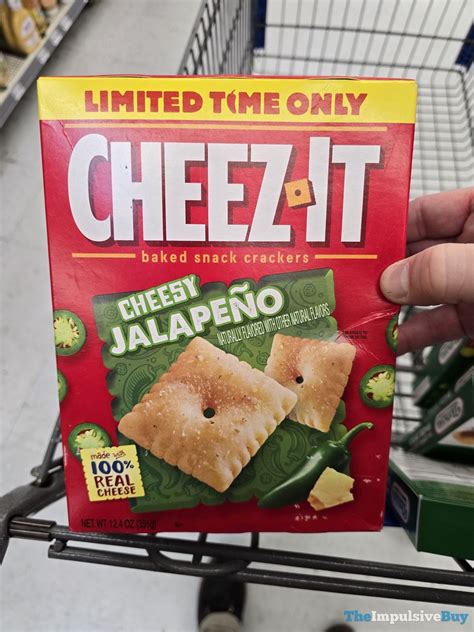 LIMITED TIME ONLY
CHEEZ-IT
baked snack crackers
CHEESY
JALAPEÑO
NATURALLY FLAVORED WITH OTHER NATURAL FLAVORS
made with
100%
REAL
CHEESE
NET WT 12.4 OZ (351g)
TheImpulsiveBuy